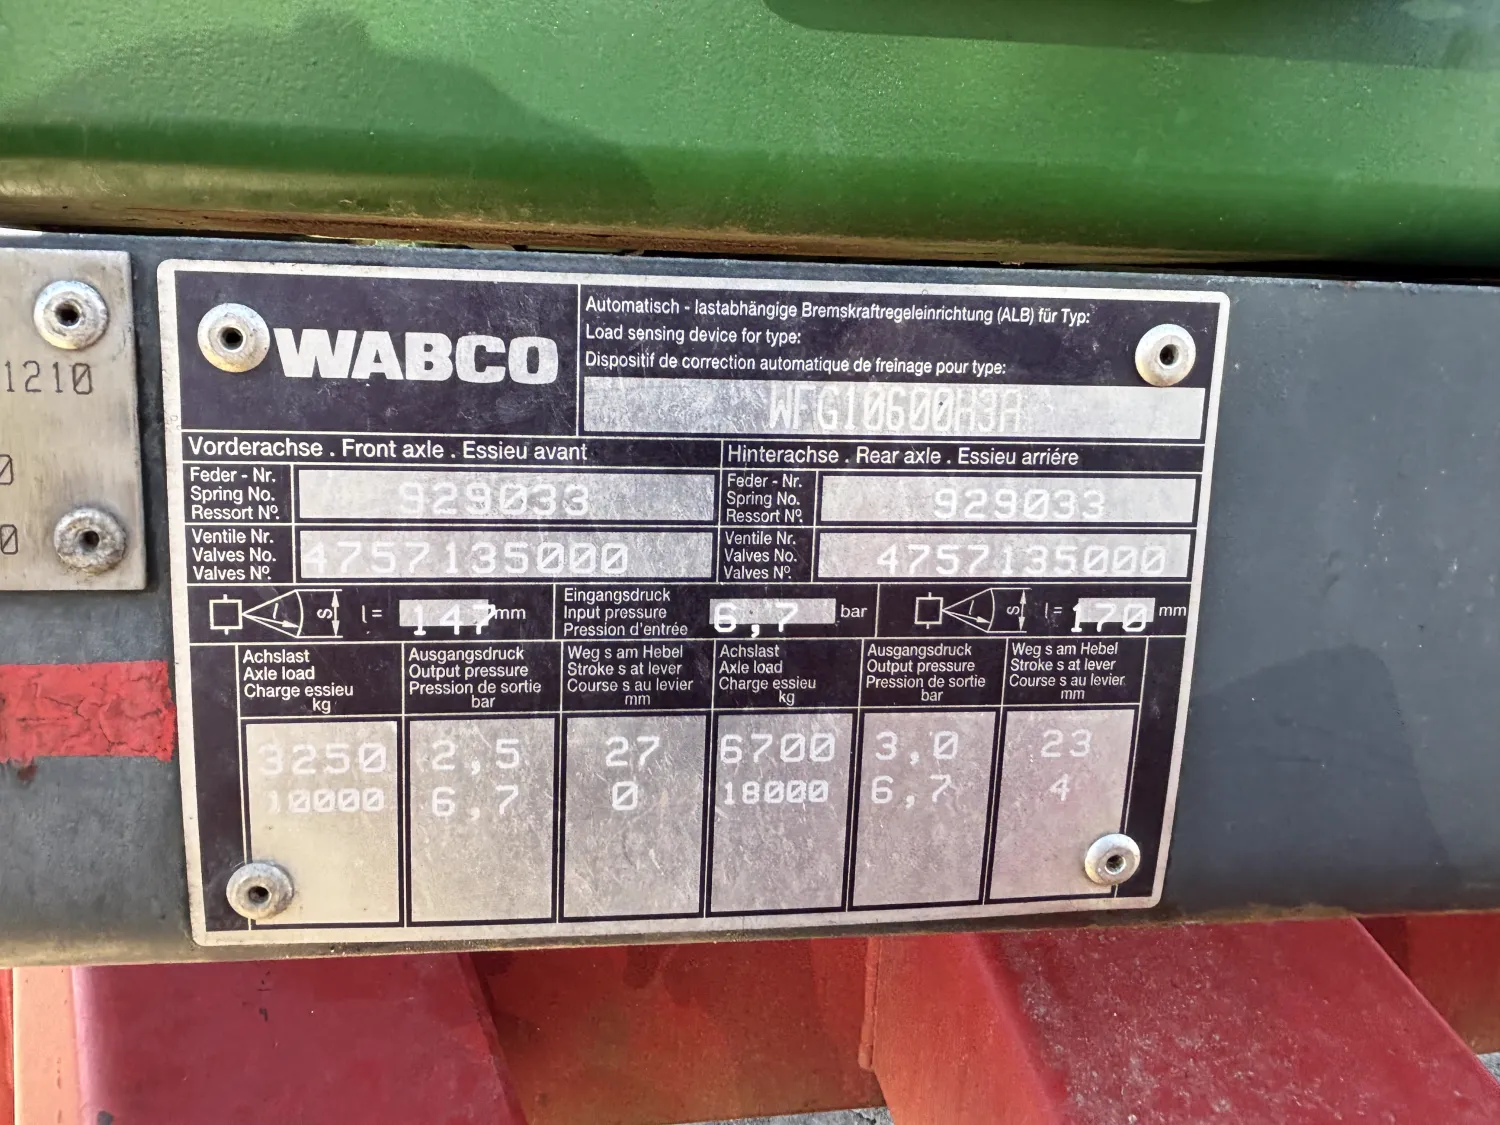 1210
0
0
WABCO
Automatisch - lastabhängige Bremskraftregeleinrichtung (ALB) für Typ:
Load sensing device for type:
Dispositif de correction automatique de freinage pour type:
WFG10600H3A
Vorderachse . Front axle . Essieu avant
Hinterachse . Rear axle . Essieu arriére
Feder - Nr.
Spring No.
Ressort Nº.
929033
Feder - Nr.
Spring No.
Ressort Nº.
929033
Ventile Nr.
Valves No.
Valves Nº.
4757135000
Ventile Nr.
Valves No.
Valves Nº.
4757135000
l S l = 147 mm
Eingangsdruck
Input pressure
Pression d'entrée
6,7 bar
l S l = 170 mm
Achslast
Axle load
Charge essieu
kg
Ausgangsdruck
Output pressure
Pression de sortie
bar
Weg s am Hebel
Stroke s at lever
Course s au levier
mm
Achslast
Axle load
Charge essieu
kg
Ausgangsdruck
Output pressure
Pression de sortie
bar
Weg s am Hebel
Stroke s at lever
Course s au levier
mm
3250 2,5 27 6700 3,0 23
10000 6,7 0 18000 6,7 4